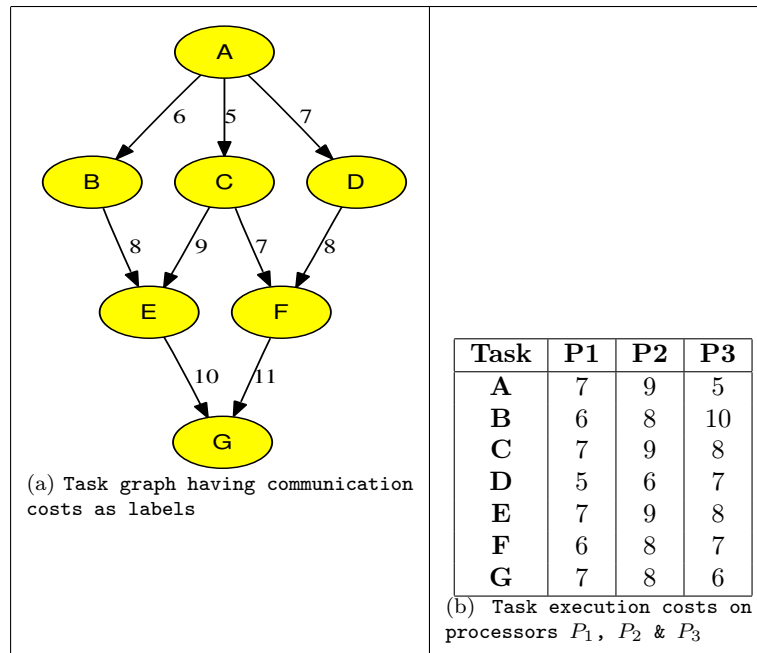 A
6 5 7
B C D
8 9 7 8
E F
10 11
G
(a) Task graph having communication
costs as labels
Task P1 P2 P3
A 7 9 5
B 6 8 10
C 7 9 8
D 5 6 7
E 7 9 8
F 6 8 7
G 7 8 6
(b) Task execution costs on
processors P1, P2 & P3